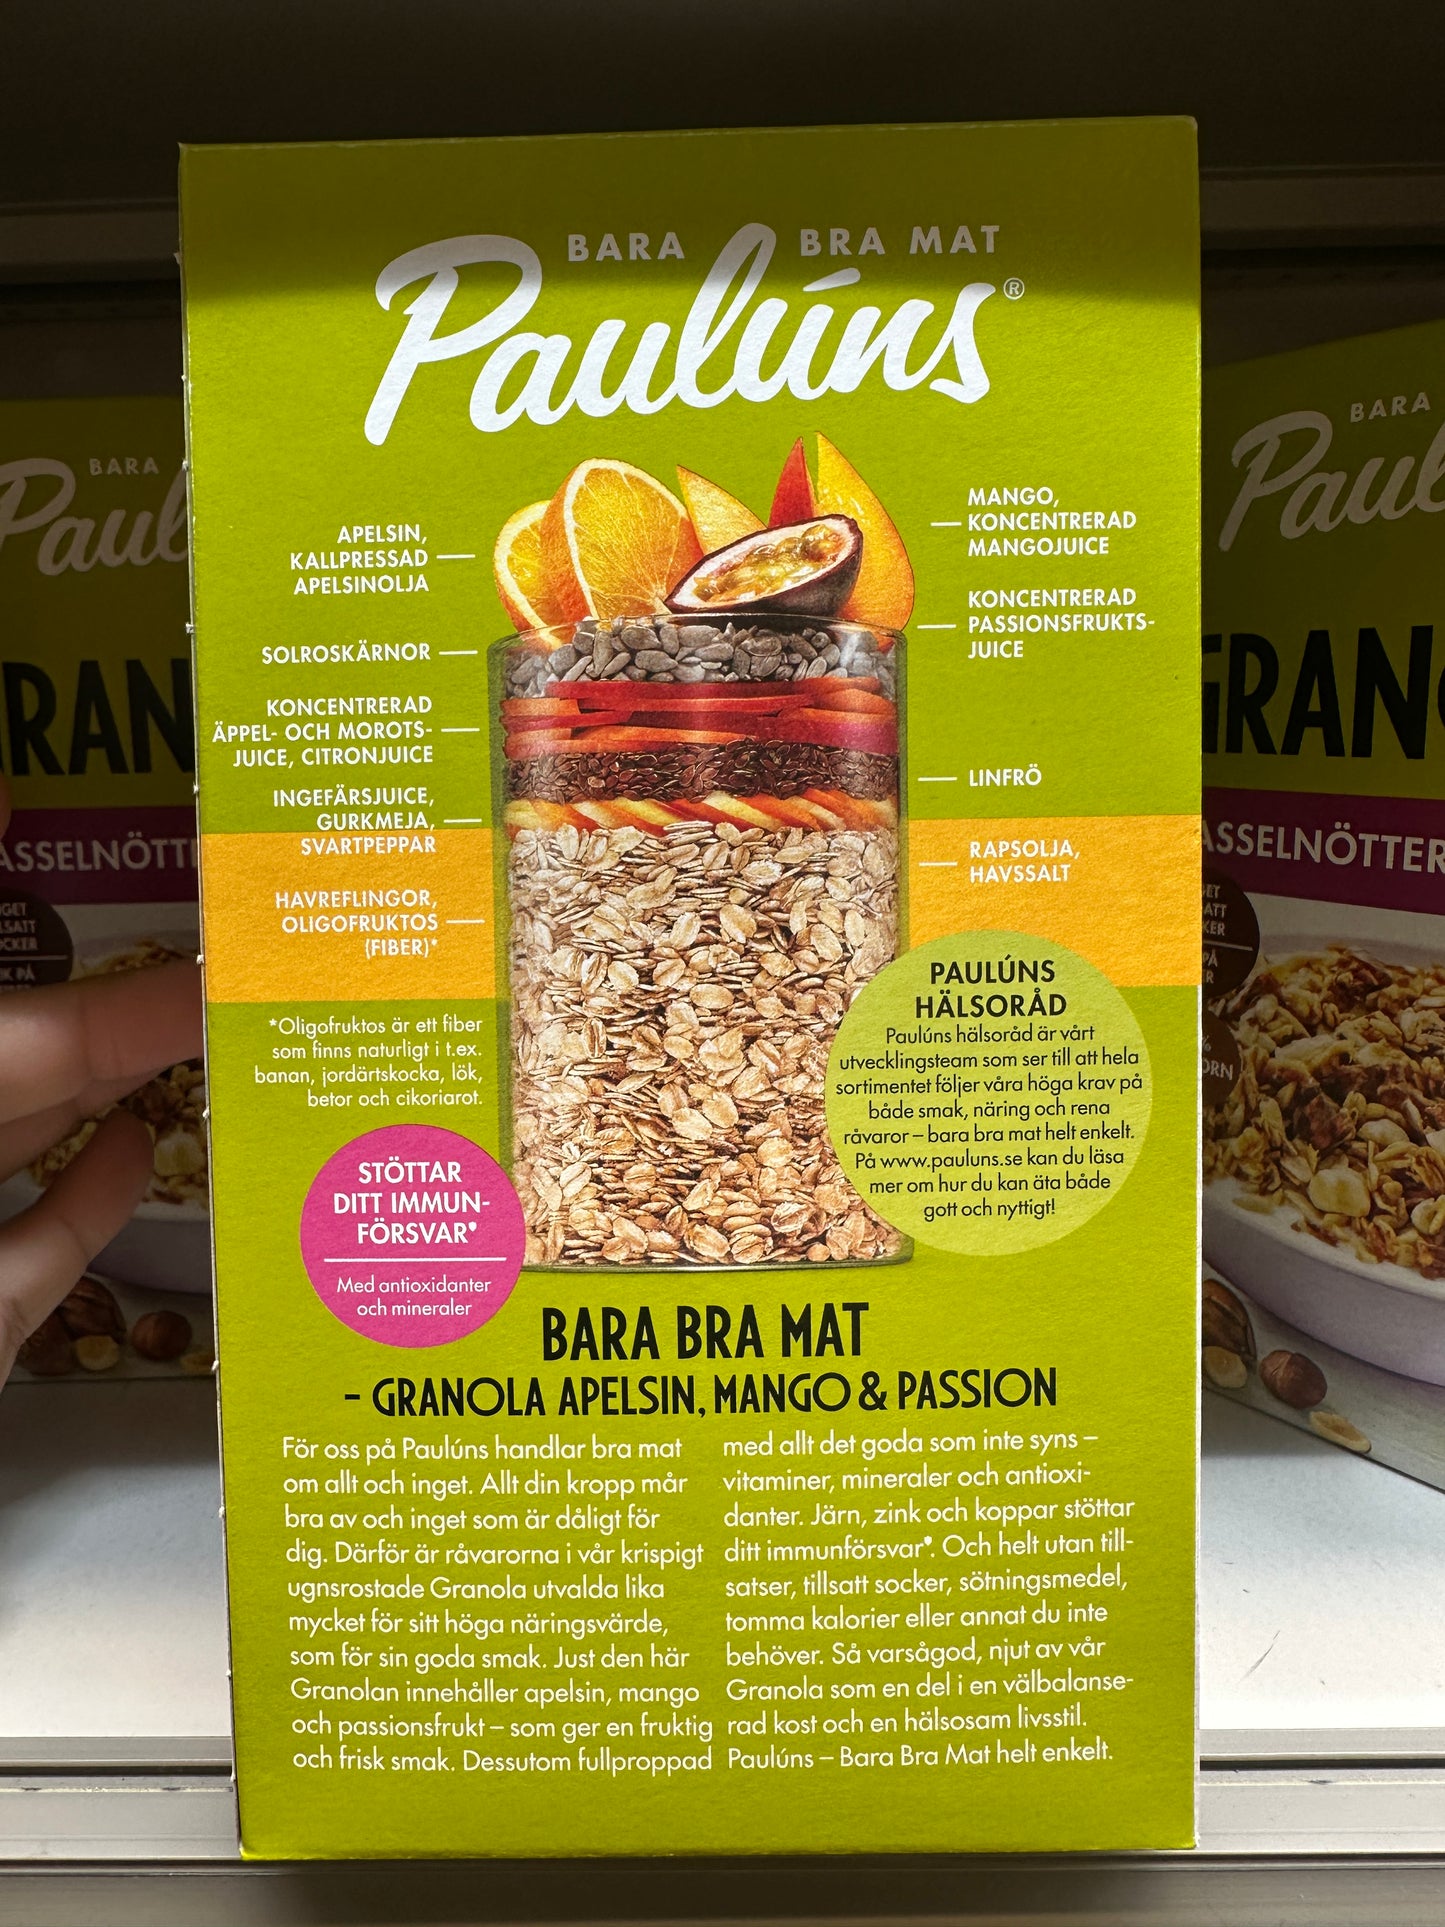 BARA BRA MAT
Paulúns®
APELSIN,
KALLPRESSAD
APELSINOLJA
SOLROSKÄRNOR
KONCENTRERAD
ÄPPEL- OCH MOROTS-
JUICE, CITRONJUICE
INGEFÄRSJUICE,
GURKMEJA,
SVARTPEPPAR
HAVREFLINGOR,
OLIGOFRUKTOS
(FIBER)*
*Oligofruktos är ett fiber
som finns naturligt i t.ex.
banan, jordärtskocka, lök,
betor och cikoriarot.
MANGO,
KONCENTRERAD
MANGOJUICE
KONCENTRERAD
PASSIONSFRUKTS-
JUICE
LINFRÖ
RAPSOLJA,
HAVSSALT
PAULÚNS
HÄLSORÅD
Paulúns hälsoråd är vårt
utvecklingsteam som ser till att hela
sortimentet följer våra höga krav på
både smak, näring och rena
råvaror – bara bra mat helt enkelt.
På www.pauluns.se kan du läsa
mer om hur du kan äta både
gott och nyttigt!
STÖTTAR
DITT IMMUN-
FÖRSVAR*
Med antioxidanter
och mineraler
BARA BRA MAT
- GRANOLA APELSIN, MANGO & PASSION
För oss på Paulúns handlar bra mat
om allt och inget. Allt din kropp mår
bra av och inget som är dåligt för
dig. Därför är råvarorna i vår krispigt
ugnsrostade Granola utvalda lika
mycket för sitt höga näringsvärde,
som för sin goda smak. Just den här
Granolan innehåller apelsin, mango
och passionsfrukt – som ger en fruktig
och frisk smak. Dessutom fullproppad
med allt det goda som inte syns –
vitaminer, mineraler och antioxi-
danter. Järn, zink och koppar stöttar
ditt immunförsvar*. Och helt utan till-
satser, tillsatt socker, sötningsmedel,
tomma kalorier eller annat du inte
behöver. Så varsågod, njut av vår
Granola som en del i en välbalanse-
rad kost och en hälsosam livsstil.
Paulúns – Bara Bra Mat helt enkelt.
BARA
Paul
RAN
ASSELNÖTT
BARA
Paul
GRAN
ASSELNÖTTER